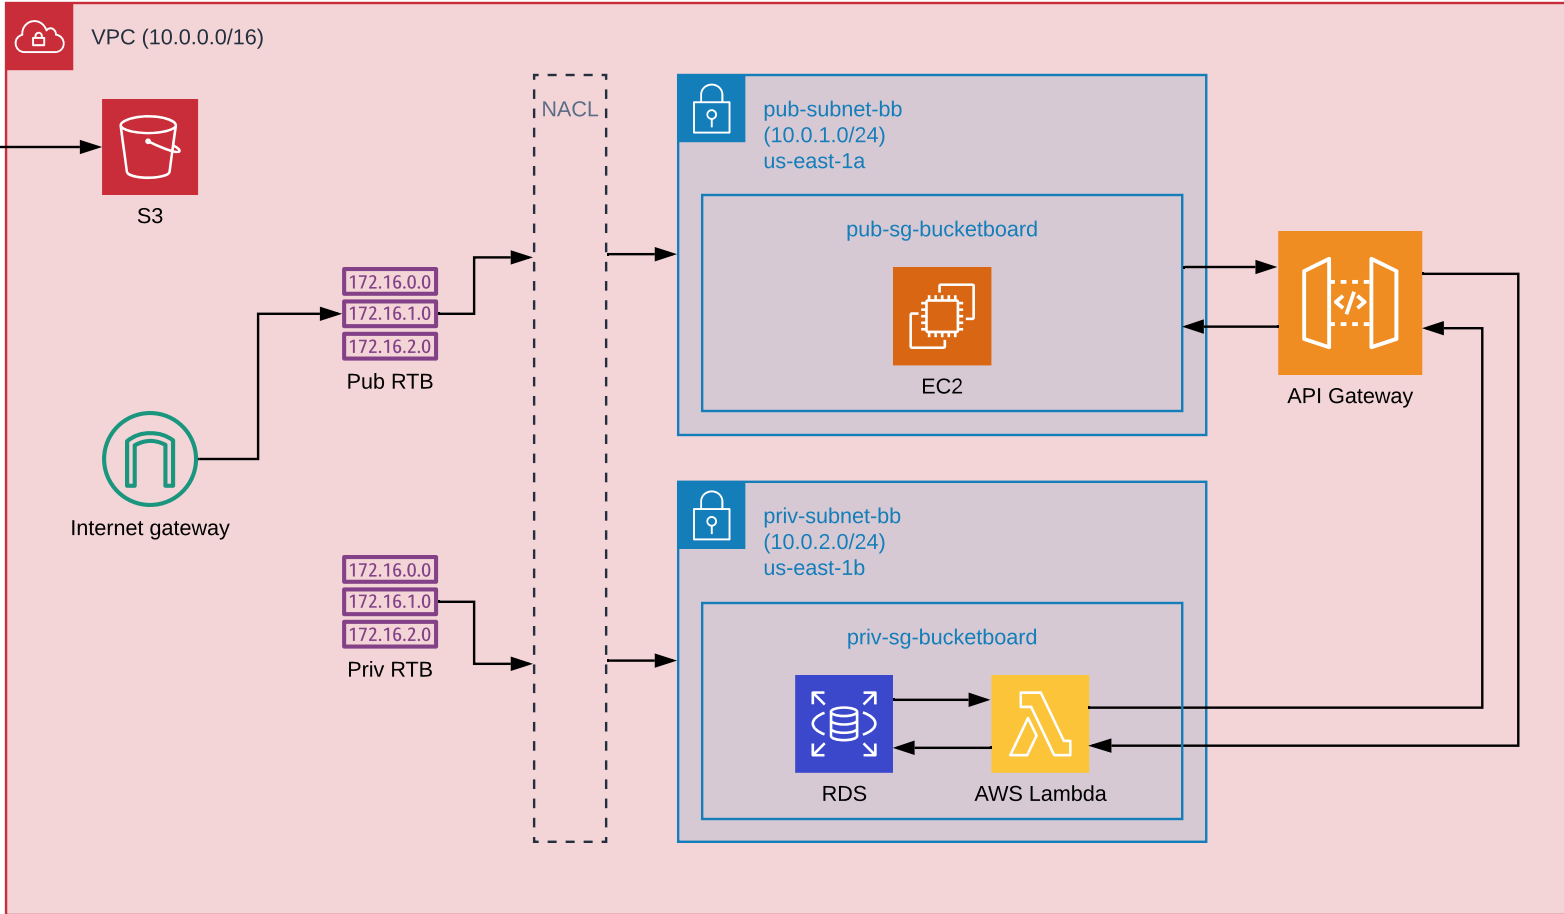 VPC (10.0.0.0/16)
S3
172.16.0.0
172.16.1.0
172.16.2.0
Pub RTB
Internet gateway
172.16.0.0
172.16.1.0
172.16.2.0
Priv RTB
NACL
pub-subnet-bb
(10.0.1.0/24)
us-east-1a
pub-sg-bucketboard
EC2
API Gateway
priv-subnet-bb
(10.0.2.0/24)
us-east-1b
priv-sg-bucketboard
RDS
AWS Lambda